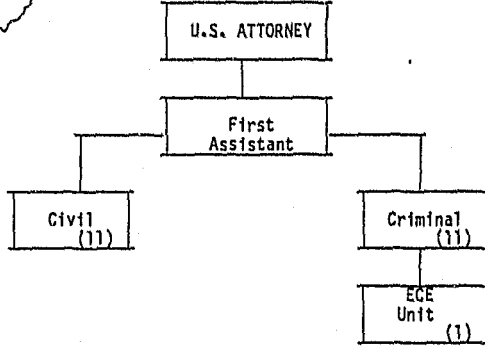 U.S. ATTORNEY
First
Assistant
Civil
(11)
Criminal
(11)
ECE
Unit
(1)